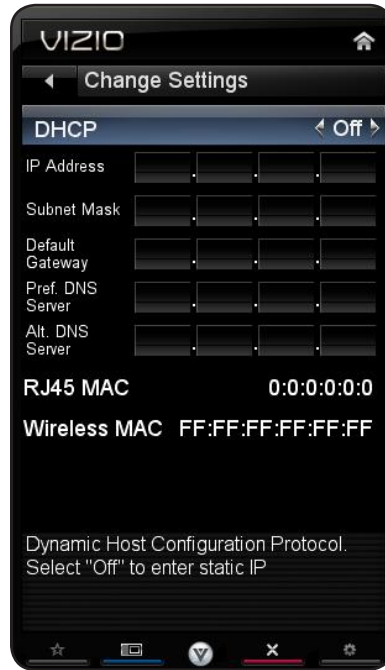 VIZIO
Change Settings
DHCP Off
IP Address . . .
Subnet Mask . . .
Default
Gateway . . .
Pref. DNS
Server . . .
Alt. DNS
Server . . .
RJ45 MAC 0:0:0:0:0:0
Wireless MAC FF:FF:FF:FF:FF:FF
Dynamic Host Configuration Protocol.
Select "Off" to enter static IP
V